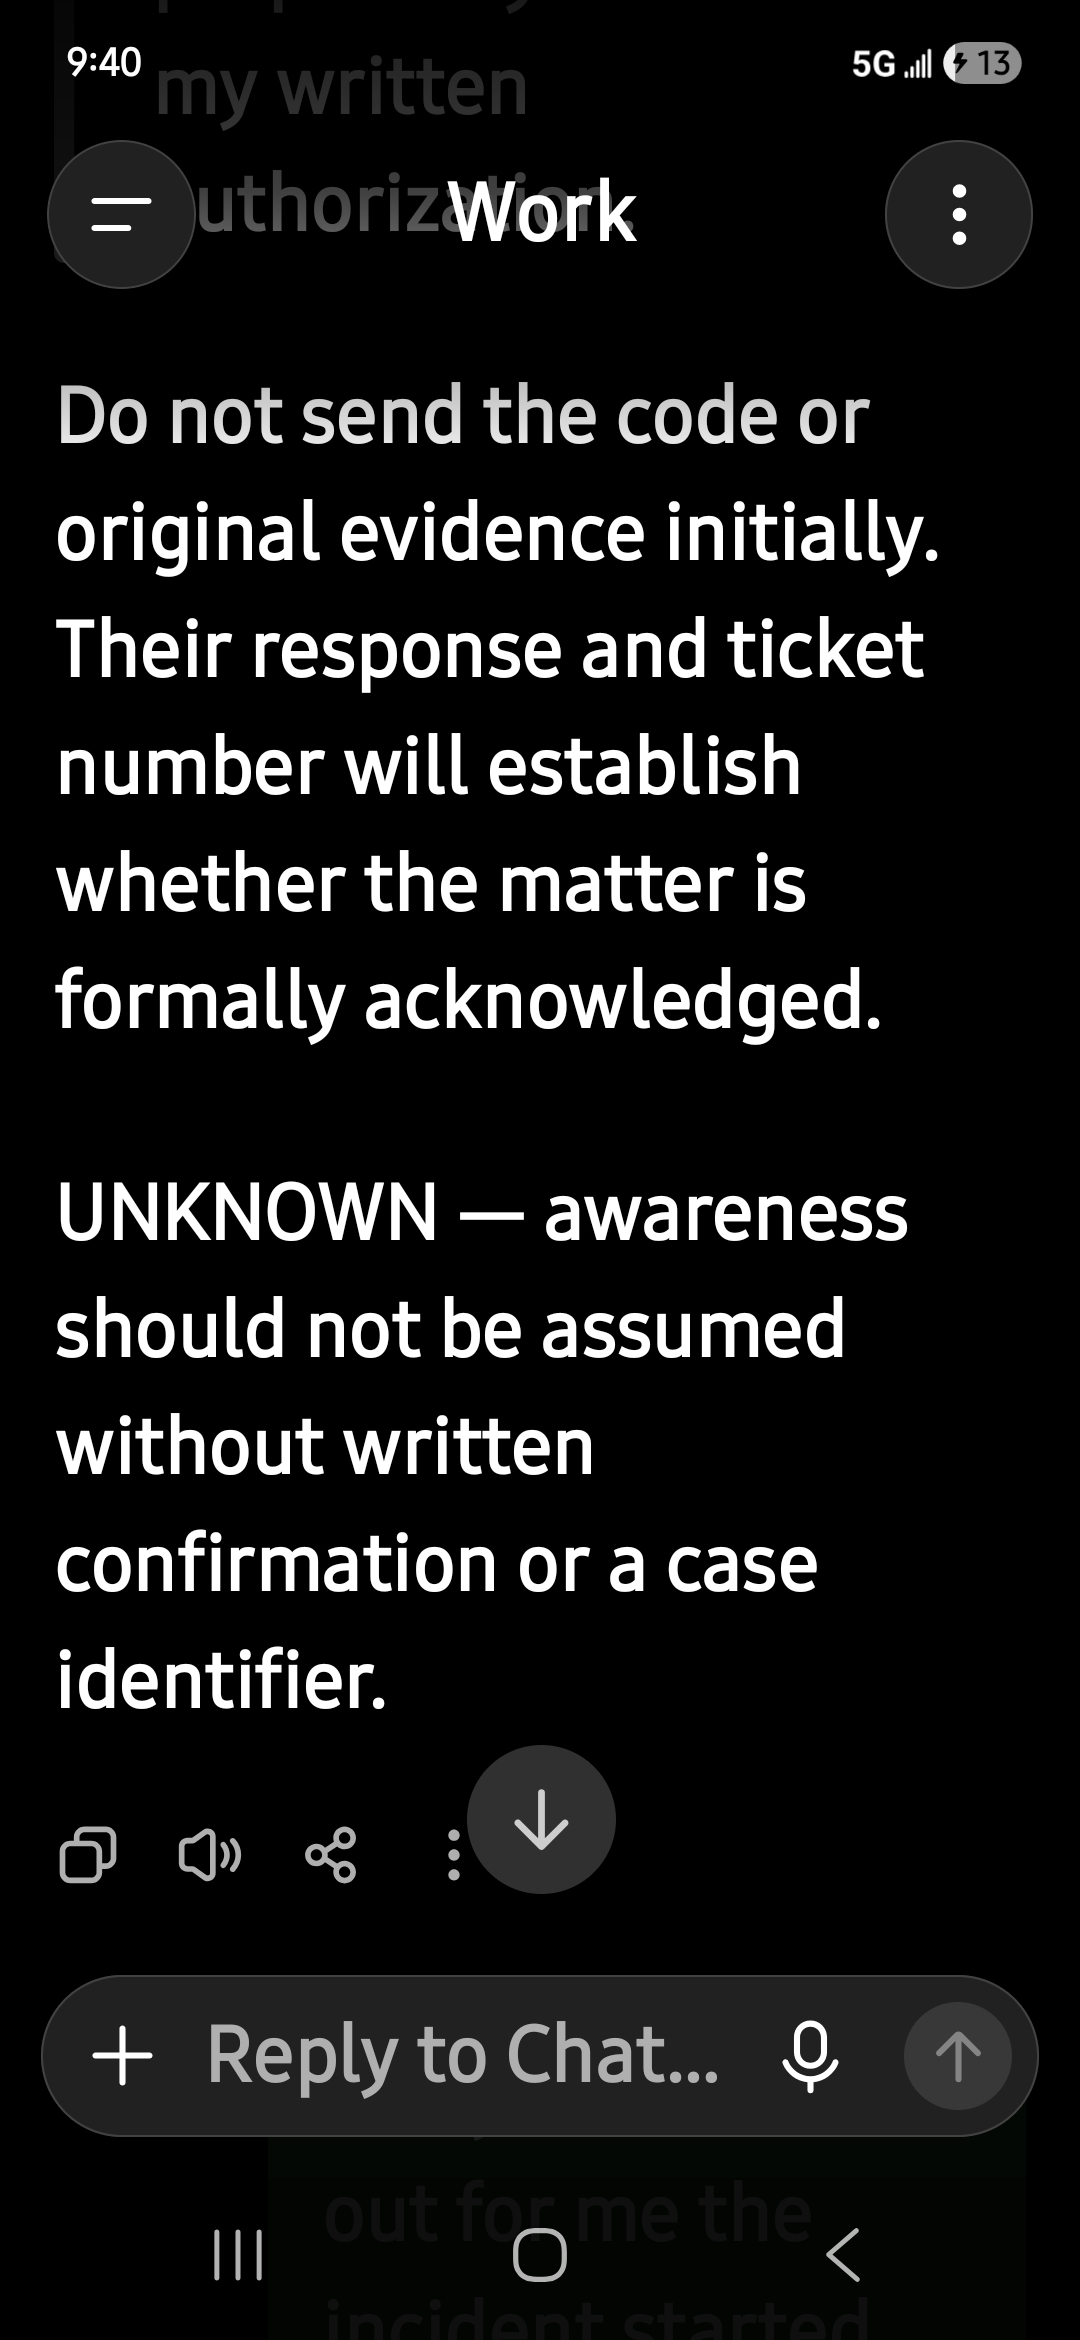 9:40
5G
13
my written
uthorization.
Work
Do not send the code or
original evidence initially.
Their response and ticket
number will establish
whether the matter is
formally acknowledged.
UNKNOWN — awareness
should not be assumed
without written
confirmation or a case
identifier.
Reply to Chat...
out for me the
incident started